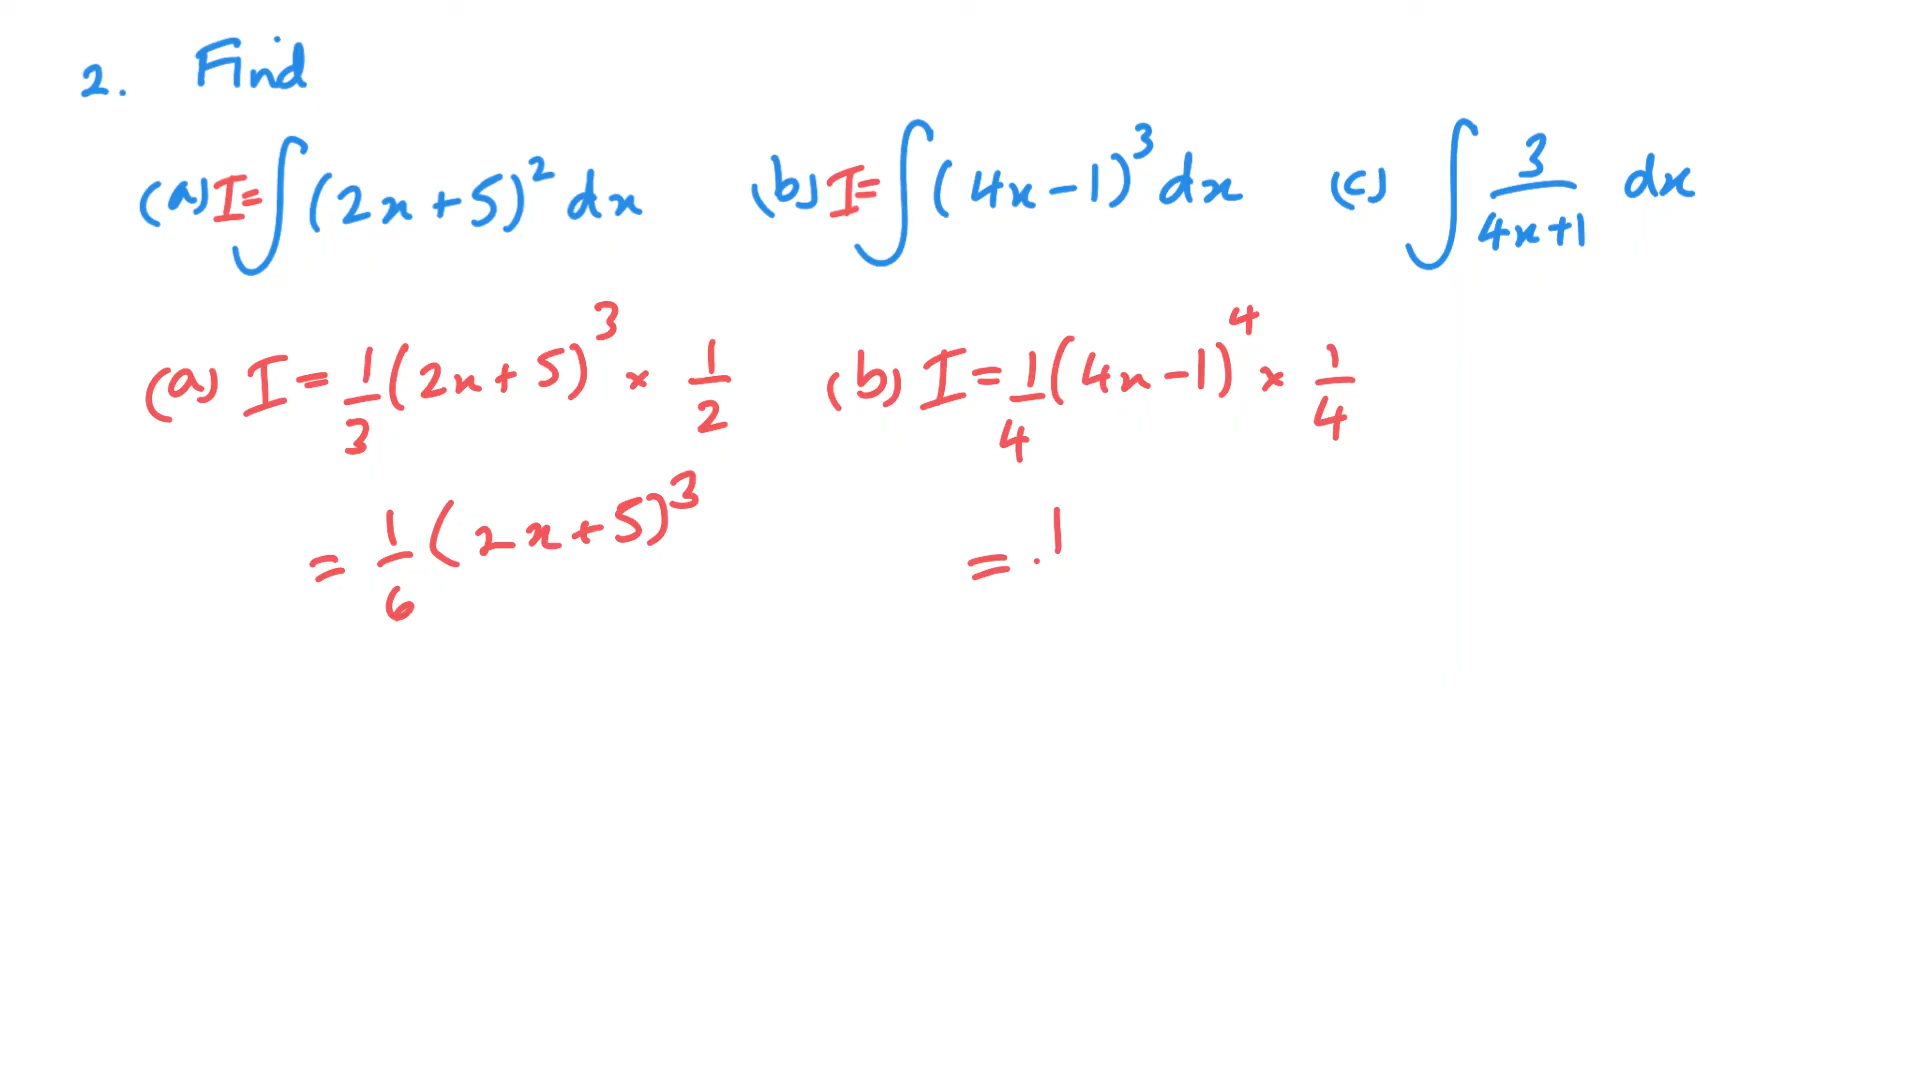 2. Find
(a) I=∫(2x+5)² dx (b) I=∫(4x-1)³ dx (c) ∫ 3/(4x+1) dx
(a) I = 1/3 (2x+5)³ × 1/2 (b) I = 1/4 (4x-1)⁴ × 1/4
= 1/6 (2x+5)³ = 1